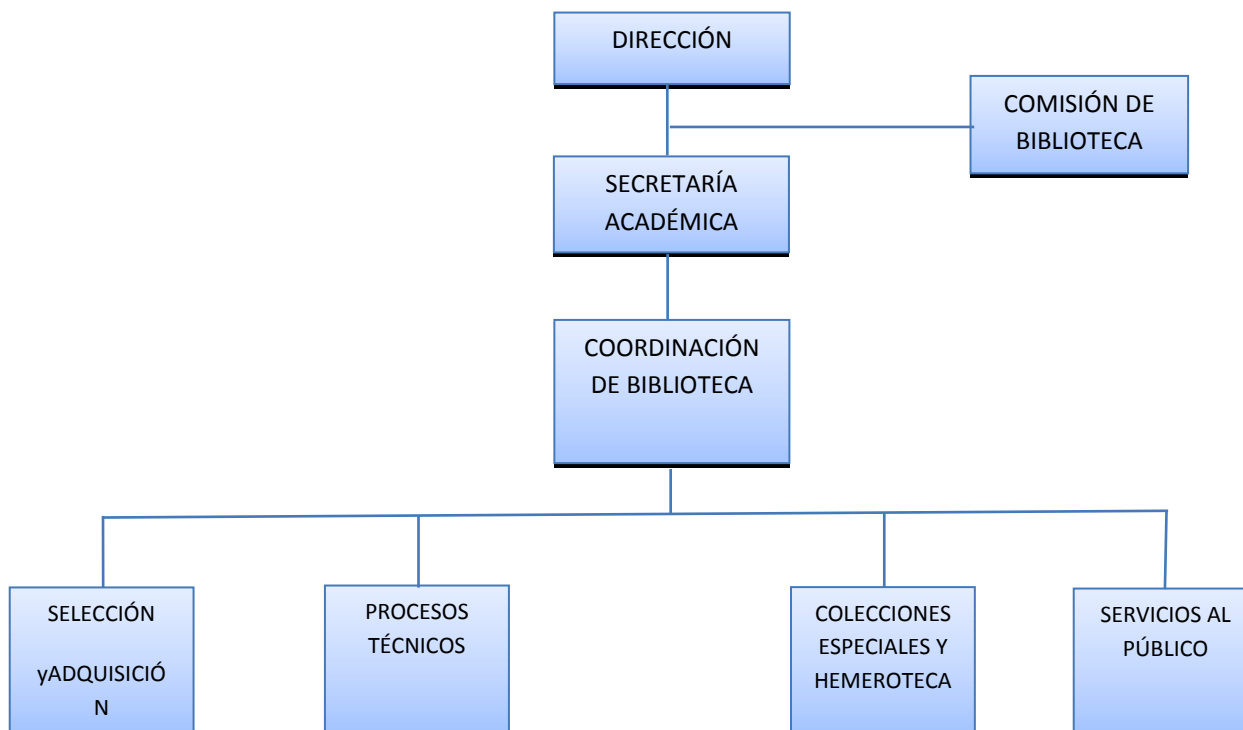 DIRECCIÓN
COMISIÓN DE
BIBLIOTECA
SECRETARÍA
ACADÉMICA
COORDINACIÓN
DE BIBLIOTECA
SELECCIÓN
yADQUISICIÓ
N
PROCESOS
TÉCNICOS
COLECCIONES
ESPECIALES Y
HEMEROTECA
SERVICIOS AL
PÚBLICO